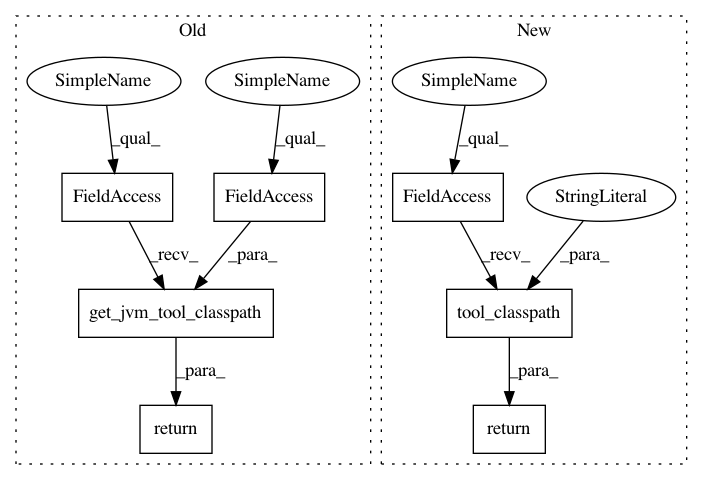 Old
New
SimpleName
SimpleName
SimpleName
_qual_
_qual_
_qual_
FieldAccess
FieldAccess
FieldAccess
StringLiteral
_recv_
_para_
_recv_
_para_
get_jvm_tool_classpath
tool_classpath
_para_
_para_
return
return